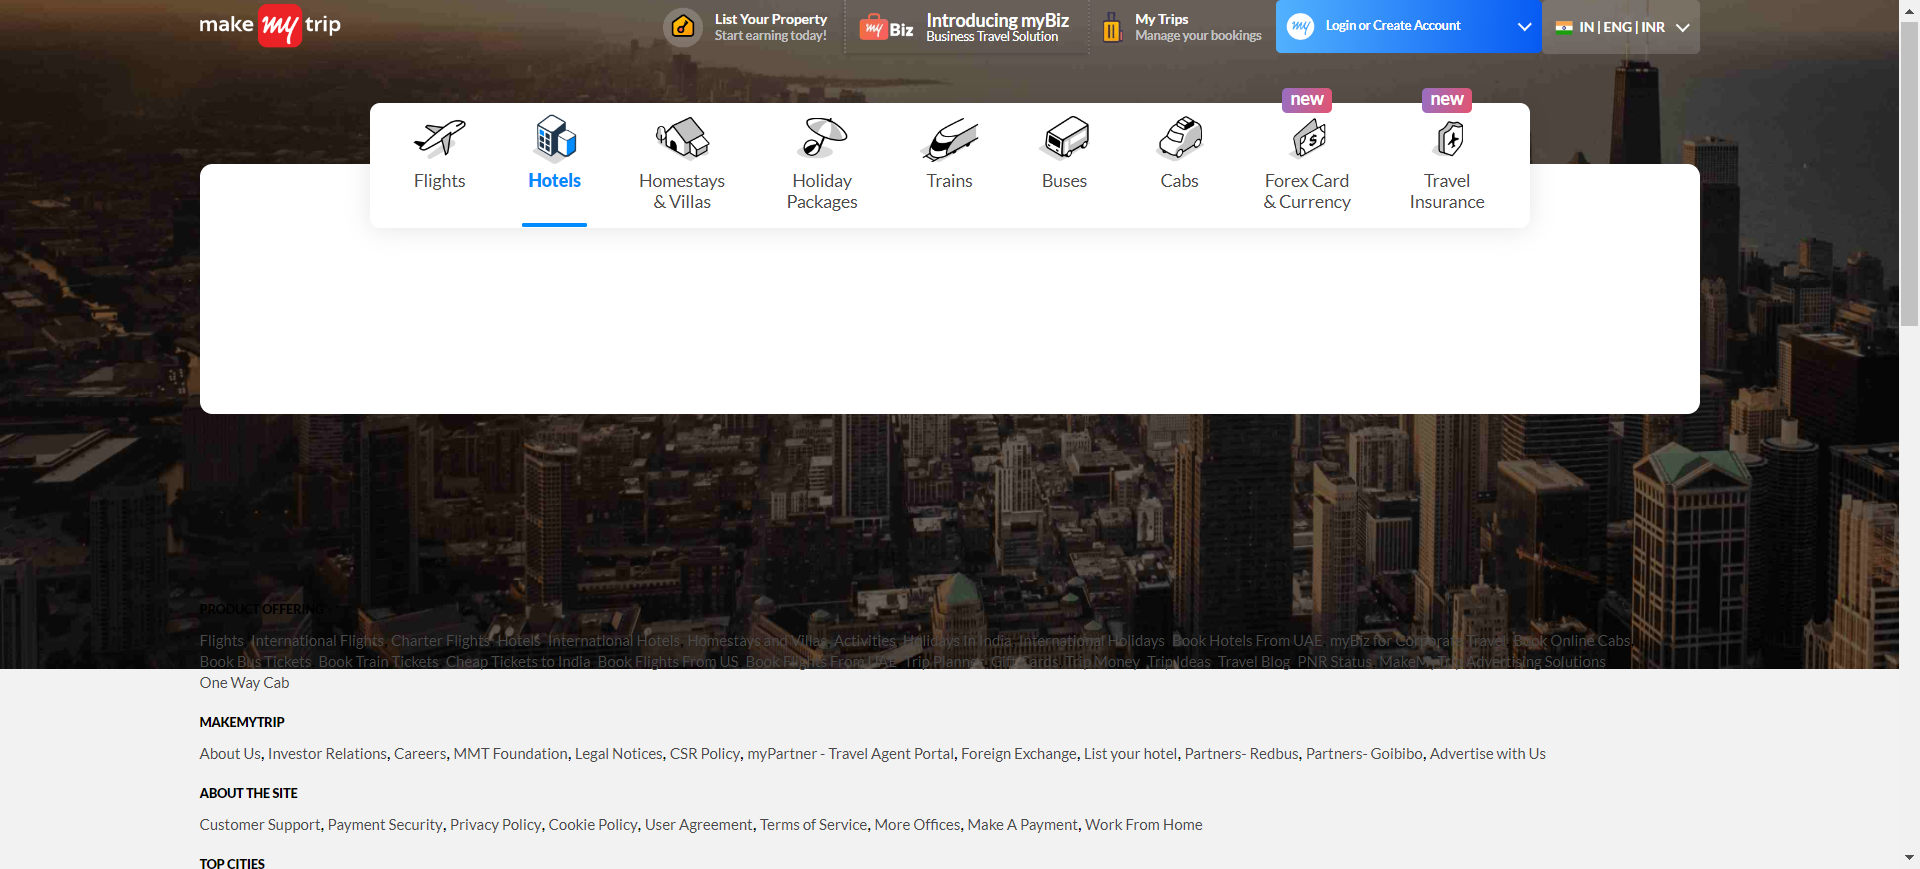 make my trip
List Your Property
Start earning today!
my Biz
Introducing myBiz
Business Travel Solution
My Trips
Manage your bookings
my
Login or Create Account
IN | ENG | INR
new
new
Flights
Hotels
Homestays
& Villas
Holiday
Packages
Trains
Buses
Cabs
Forex Card
& Currency
Travel
Insurance
PRODUCT OFFERING
Flights, International Flights, Charter Flights, Hotels, International Hotels, Homestays and Villas, Activities, Holidays In India, International Holidays, Book Hotels From UAE, myBiz for Corporate Travel, Book Online Cabs,
Book Bus Tickets, Book Train Tickets, Cheap Tickets to India, Book Flights From US, Book Flights From UAE, Trip Planner, Gift Cards, Trip Money, Trip Ideas, Travel Blog, PNR Status, MakeMyTrip Advertising Solutions,
One Way Cab
MAKEMYTRIP
About Us, Investor Relations, Careers, MMT Foundation, Legal Notices, CSR Policy, myPartner - Travel Agent Portal, Foreign Exchange, List your hotel, Partners- Redbus, Partners- Goibibo, Advertise with Us
ABOUT THE SITE
Customer Support, Payment Security, Privacy Policy, Cookie Policy, User Agreement, Terms of Service, More Offices, Make A Payment, Work From Home
TOP CITIES